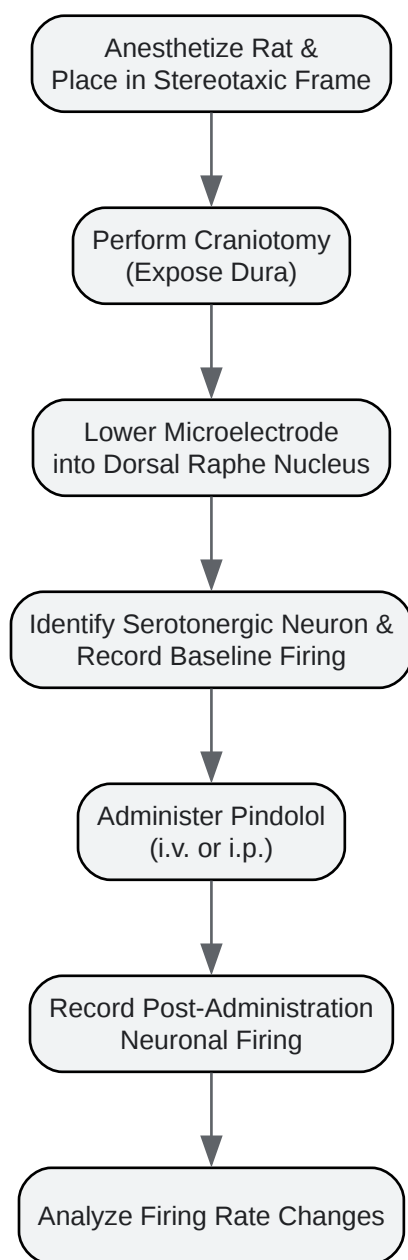 Anesthetize Rat &
Place in Stereotaxic Frame
Perform Craniotomy
(Expose Dura)
Lower Microelectrode
into Dorsal Raphe Nucleus
Identify Serotonergic Neuron &
Record Baseline Firing
Administer Pindolol
(i.v. or i.p.)
Record Post-Administration
Neuronal Firing
Analyze Firing Rate Changes